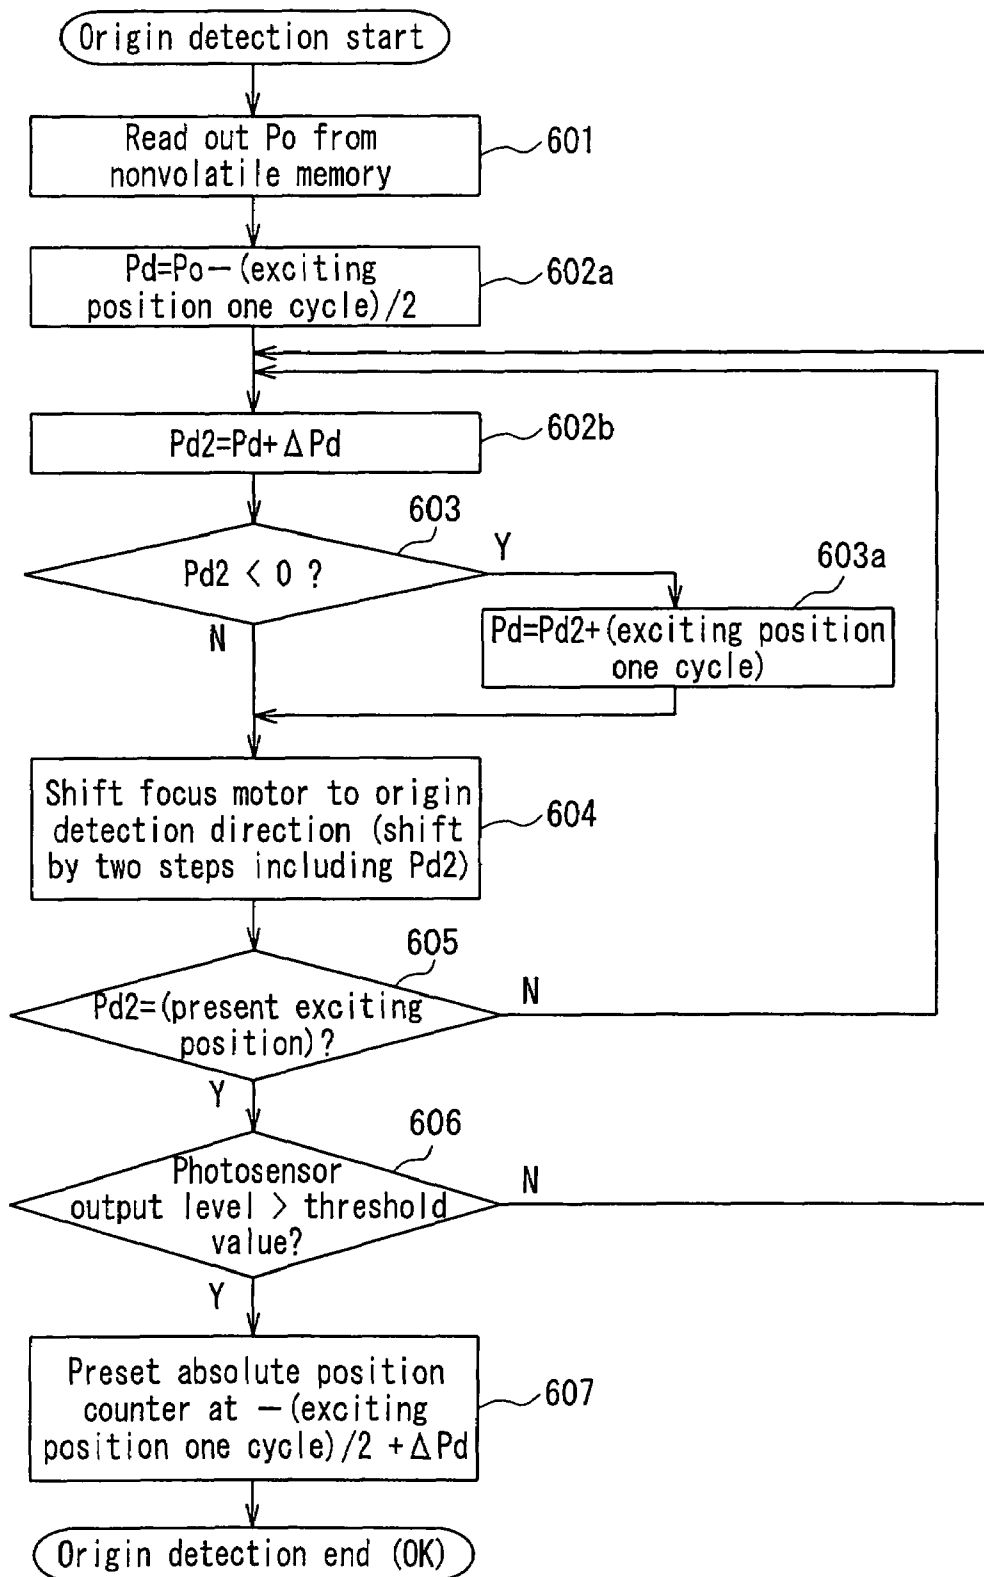 Origin detection start
Read out Po from
nonvolatile memory
601
Pd=Po−(exciting
position one cycle)/2
602a
Pd2=Pd+ΔPd
602b
603
Pd2 < 0 ?
Y
N
603a
Pd=Pd2+(exciting position
one cycle)
Shift focus motor to origin
detection direction (shift
by two steps including Pd2)
604
605
Pd2=(present exciting
position)?
N
Y
606
Photosensor
output level > threshold
value?
N
Y
Preset absolute position
counter at −(exciting
position one cycle)/2 +ΔPd
607
Origin detection end (OK)